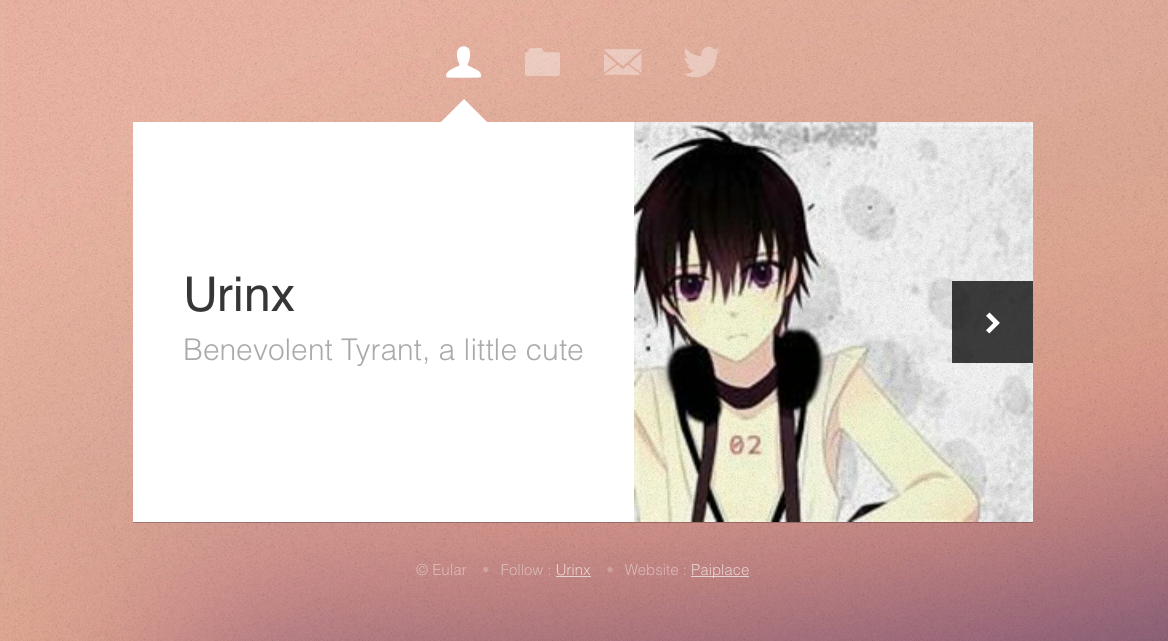 Urinx
Benevolent Tyrant, a little cute
02
© Eular • Follow : Urinx • Website : Paiplace